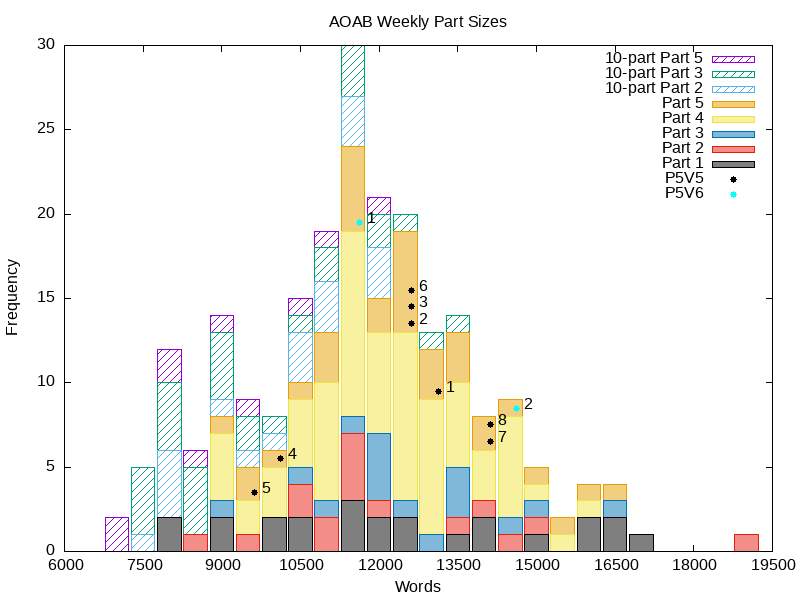 AOAB Weekly Part Sizes
30
25
20
15
10
5
0
Frequency
10-part Part 5
10-part Part 3
10-part Part 2
Part 5
Part 4
Part 3
Part 2
Part 1
P5V5
P5V6
1
6
3
2
1
2
8
7
4
5
6000 7500 9000 10500 12000 13500 15000 16500 18000 19500
Words